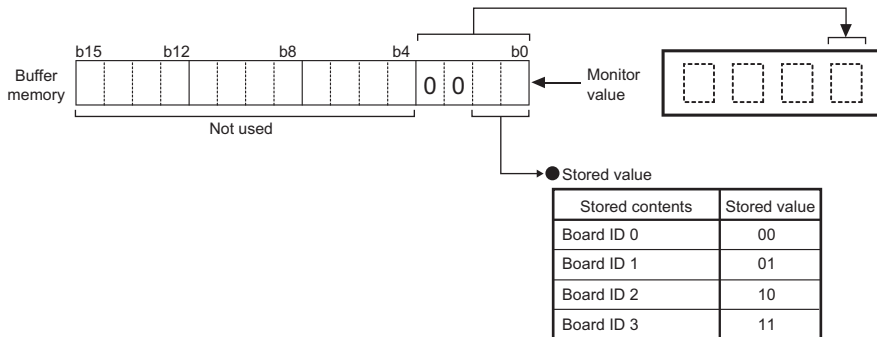 b15 b12 b8 b4 b0
Buffer memory
0 0
Monitor value
Not used
Stored value
Stored contents Stored value
Board ID 0 00
Board ID 1 01
Board ID 2 10
Board ID 3 11